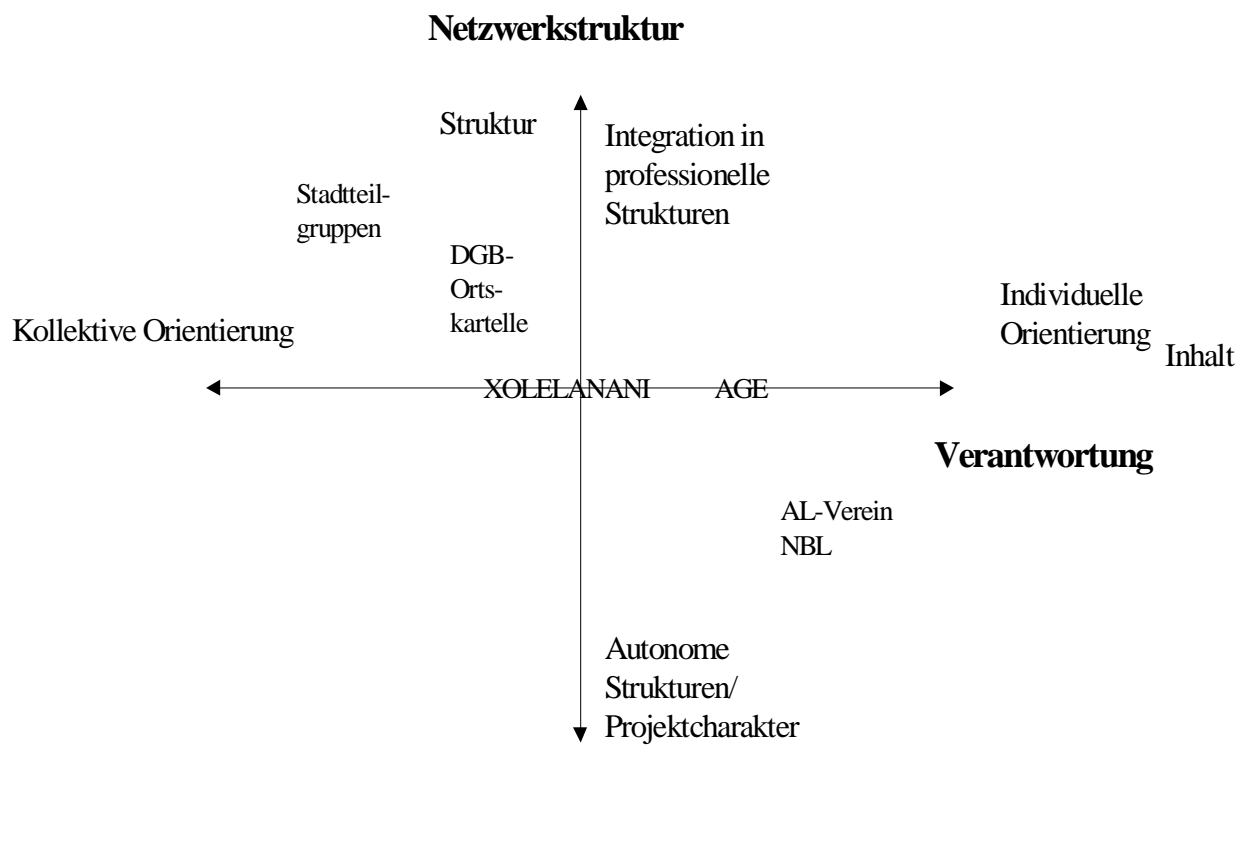 Netzwerkstruktur
Struktur
Integration in
professionelle
Strukturen
Stadtteil-
gruppen
DGB-
Orts-
kartelle
Kollektive Orientierung
Individuelle
Orientierung
Inhalt
XOLELANANI
AGE
Verantwortung
AL-Verein
NBL
Autonome
Strukturen/
Projektcharakter